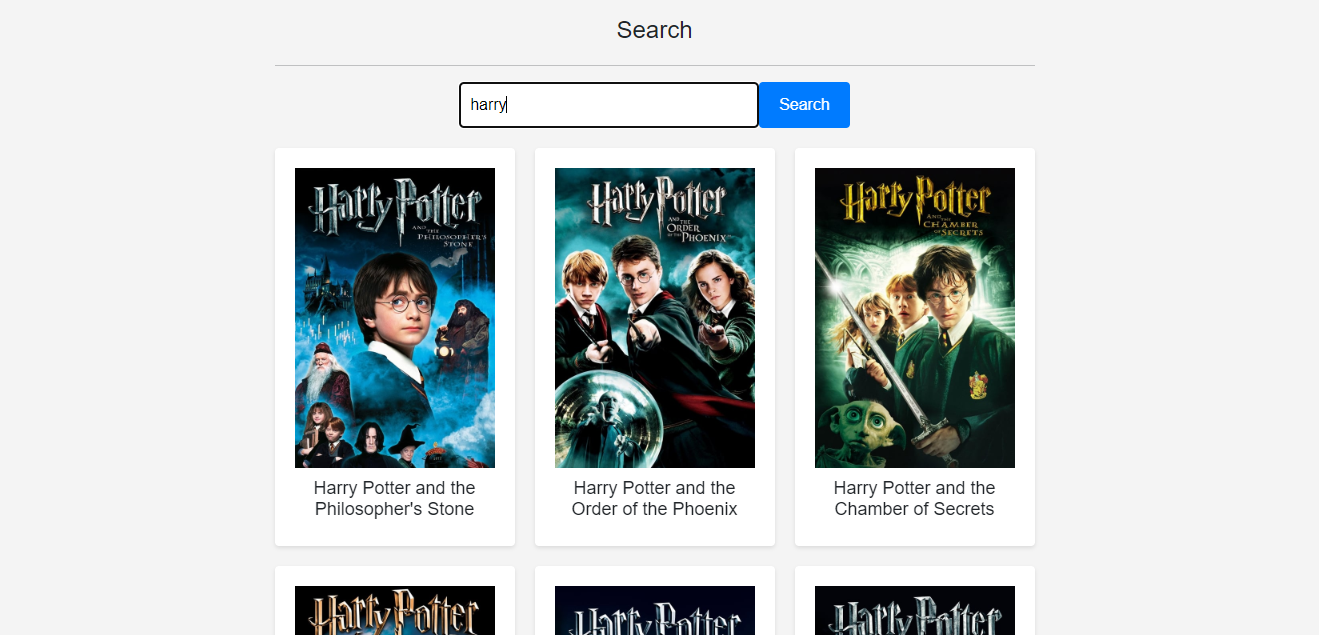 Search
harry
Search
Harry Potter
AND THE
PHILOSOPHER'S
STONE
Harry Potter
AND THE
ORDER
OF THE PHOENIX
Harry Potter
AND THE
CHAMBER
OF SECRETS
Harry Potter and the
Philosopher's Stone
Harry Potter and the
Order of the Phoenix
Harry Potter and the
Chamber of Secrets
Harry Potter
Harry Potter
Harry Potter